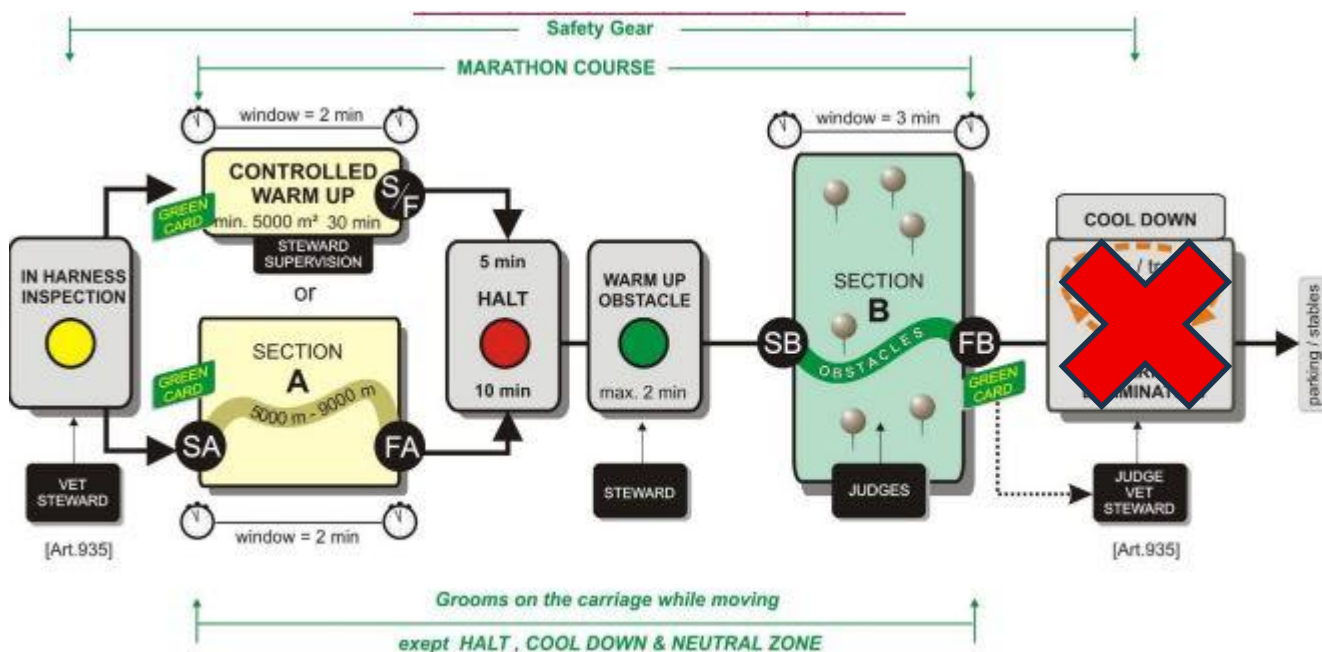 Safety Gear
MARATHON COURSE
window = 2 min
window = 3 min
CONTROLLED
WARM UP
S/F
GREEN
CARD
min. 5000 m² 30 min
STEWARD
SUPERVISION
or
IN HARNESS
INSPECTION
VET
STEWARD
[Art.935]
SECTION
A
5000 m - 9000 m
GREEN
CARD
SA
FA
window = 2 min
5 min
HALT
10 min
WARM UP
OBSTACLE
max. 2 min
STEWARD
SECTION
B
SB
OBSTACLES
FB
JUDGES
GREEN
CARD
COOL DOWN
JUDGE
VET
STEWARD
[Art.935]
parking / stables
Grooms on the carriage while moving
exept HALT , COOL DOWN & NEUTRAL ZONE